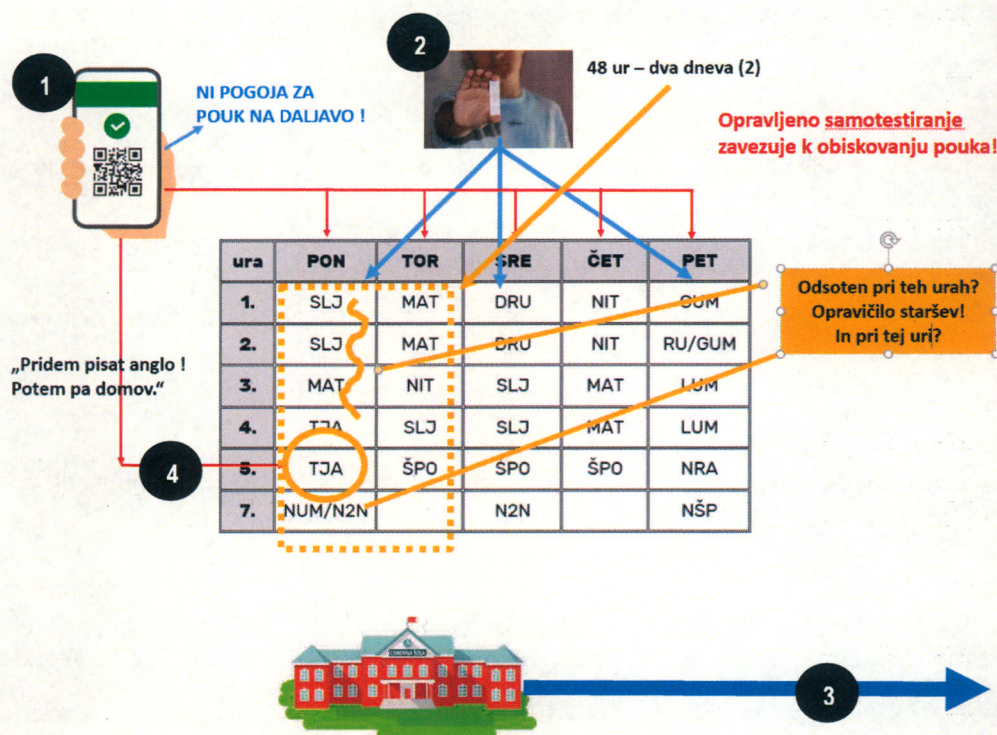 1
2
48 ur – dva dneva (2)
NI POGOJA ZA
POUK NA DALJAVO !
Opravljeno samotestiranje
zavezuje k obiskovanju pouka!
ura PON TOR SRE ČET PET
1. SLJ MAT DRU NIT GUM
2. SLJ MAT DRU NIT RU/GUM
3. MAT NIT SLJ MAT LUM
4. TJA SLJ SLJ MAT LUM
5. TJA ŠPO ŠPO ŠPO NRA
7. NUM/N2N N2N NŠP
Odsoten pri teh urah?
Opravičilo staršev!
In pri tej uri?
„Pridem pisat anglo !
Potem pa domov.“
4
OSNOVNA ŠOLA
3